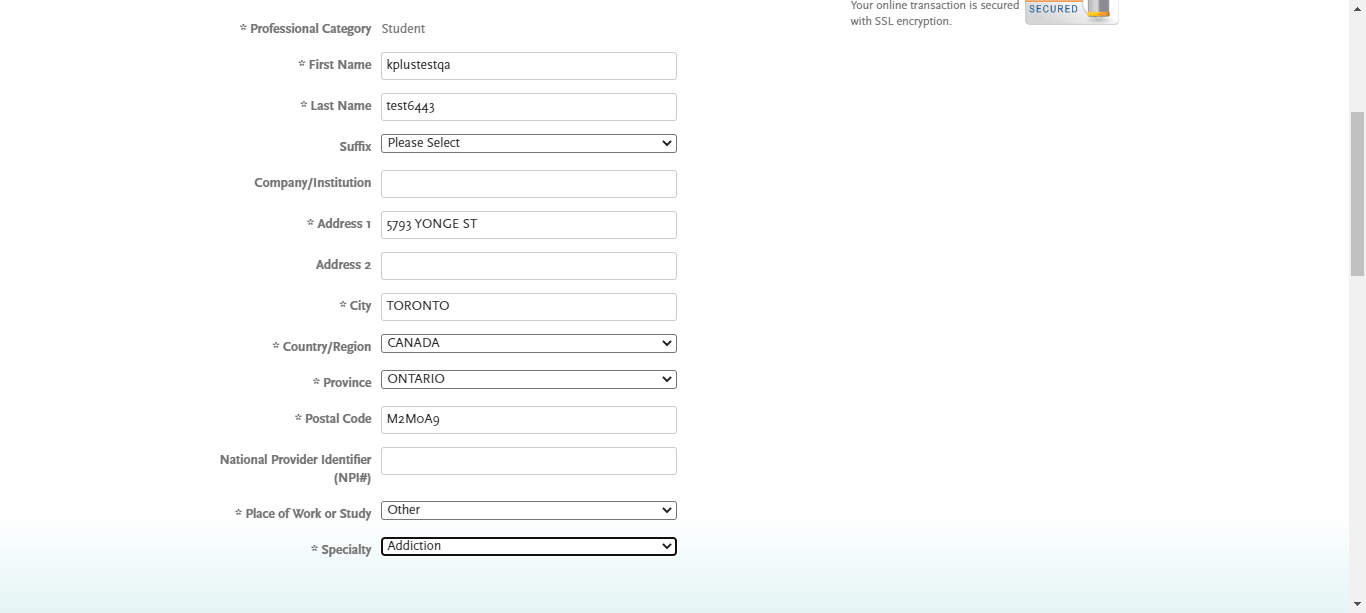 Your online transaction is secured
with SSL encryption.
SECURED
* Professional Category Student
* First Name kplustestqa
* Last Name test6443
Suffix Please Select
Company/Institution
* Address 1 5793 YONGE ST
Address 2
* City TORONTO
* Country/Region CANADA
* Province ONTARIO
* Postal Code M2M0A9
National Provider Identifier
(NPI#)
* Place of Work or Study Other
* Specialty Addiction